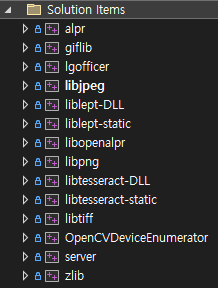 Solution Items
alpr
giflib
lgofficer
libjpeg
liblept-DLL
liblept-static
libopenalpr
libpng
libtesseract-DLL
libtesseract-static
libtiff
OpenCVDeviceEnumerator
server
zlib